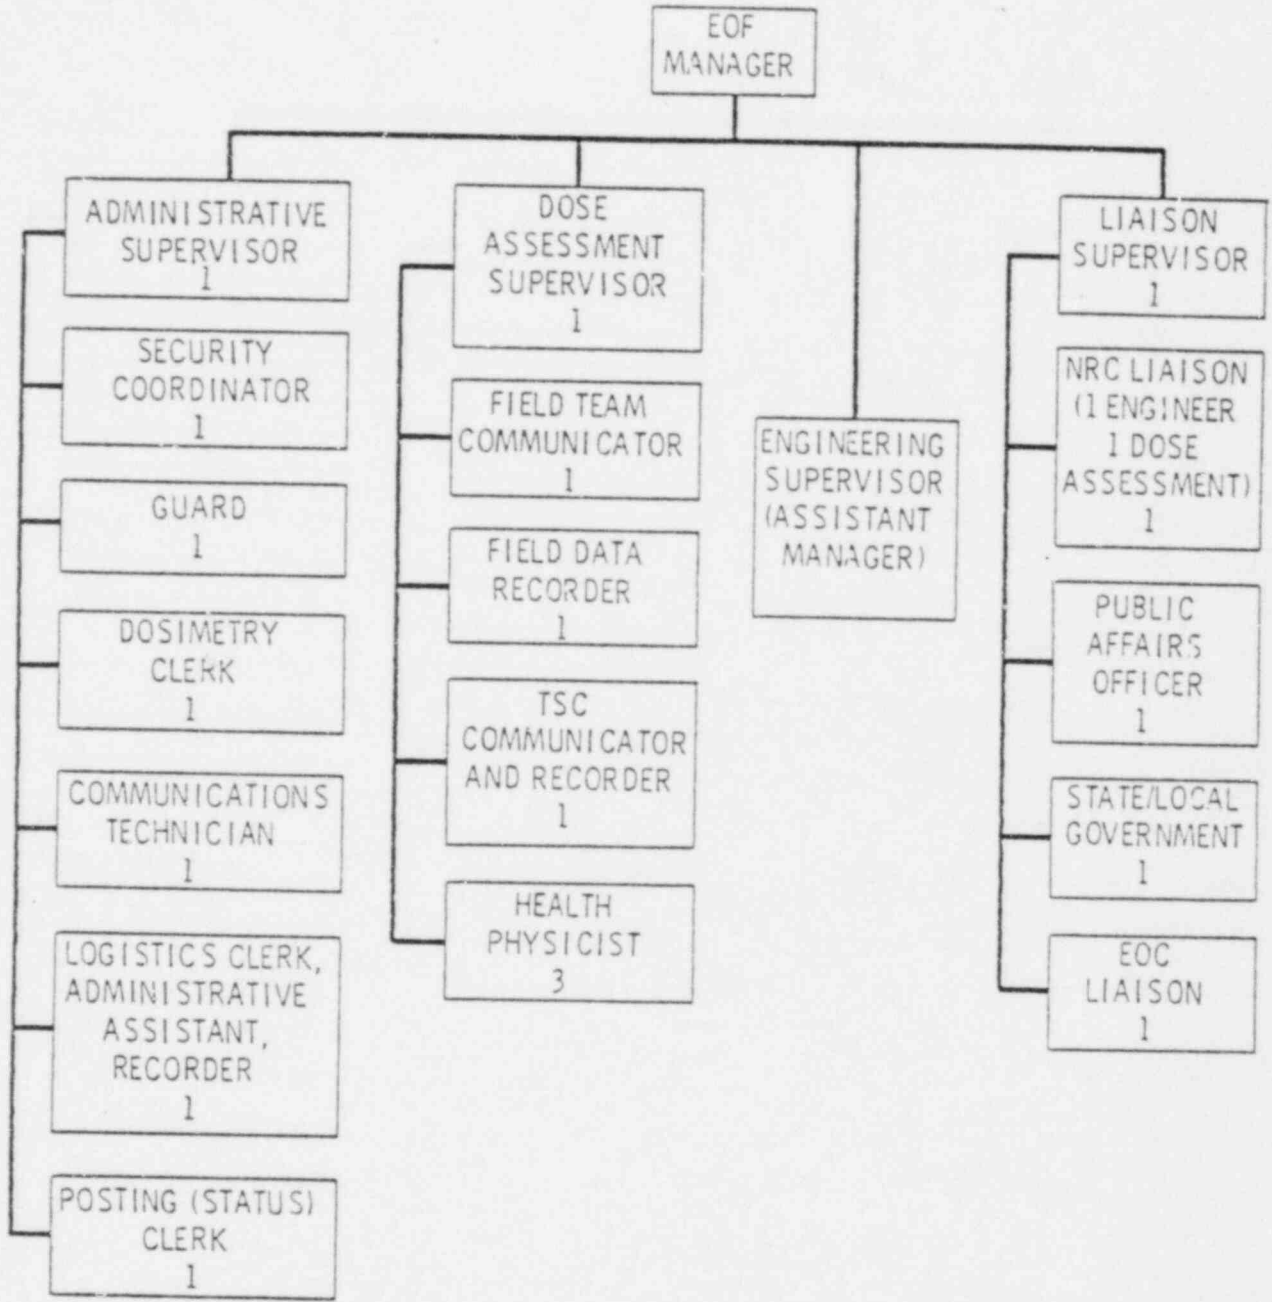 EOF
MANAGER
ADMINISTRATIVE
SUPERVISOR
1
SECURITY
COORDINATOR
1
GUARD
1
DOSIMETRY
CLERK
1
COMMUNICATIONS
TECHNICIAN
1
LOGISTICS CLERK,
ADMINISTRATIVE
ASSISTANT,
RECORDER
1
POSTING (STATUS)
CLERK
1
DOSE
ASSESSMENT
SUPERVISOR
1
FIELD TEAM
COMMUNICATOR
1
FIELD DATA
RECORDER
1
TSC
COMMUNICATOR
AND RECORDER
1
HEALTH
PHYSICIST
3
ENGINEERING
SUPERVISOR
(ASSISTANT
MANAGER)
LIAISON
SUPERVISOR
1
NRC LIAISON
(1 ENGINEER
1 DOSE
ASSESSMENT)
1
PUBLIC
AFFAIRS
OFFICER
1
STATE/LOCAL
GOVERNMENT
1
EOC
LIAISON
1